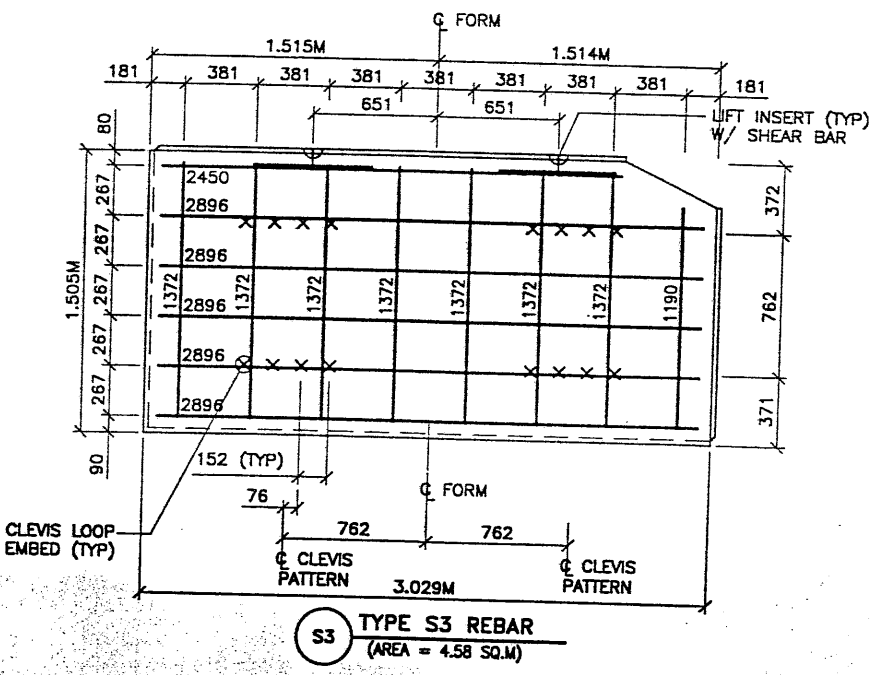 ℄ FORM
1.515M
1.514M
181
381
381
381
381
381
381
381
181
651
651
LIFT INSERT (TYP)
W/ SHEAR BAR
80
267
267
267
267
267
90
1.505M
2450
2896
2896
2896
2896
2896
1372
1372
1372
1372
1372
1372
1372
1190
372
762
371
152 (TYP)
76
℄ FORM
762
762
CLEVIS LOOP
EMBED (TYP)
℄ CLEVIS
PATTERN
℄ CLEVIS
PATTERN
3.029M
S3
TYPE S3 REBAR
(AREA = 4.58 SQ.M)